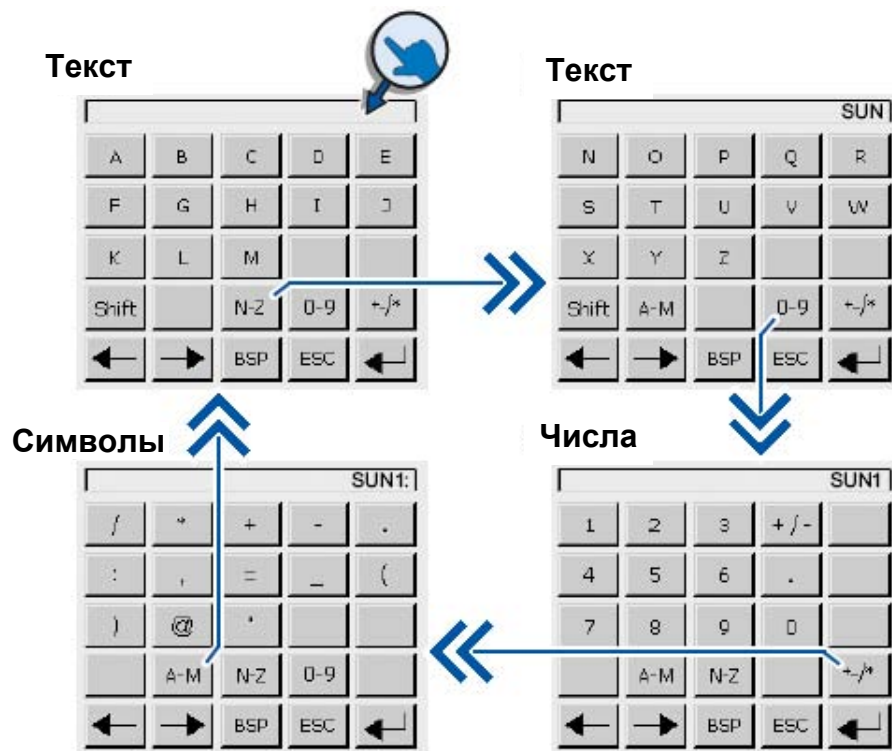 Текст
A B C D E
F G H I J
K L M
Shift N-Z 0-9 +-/*
BSP ESC
Текст
SUN
N O P Q R
S T U V W
X Y Z
Shift A-M 0-9 +-/*
BSP ESC
Символы
SUN1:
/ * + - .
: , = _ (
) @ '
A-M N-Z 0-9
BSP ESC
Числа
SUN1
1 2 3 +/-
4 5 6 .
7 8 9 0
A-M N-Z +-/*
BSP ESC